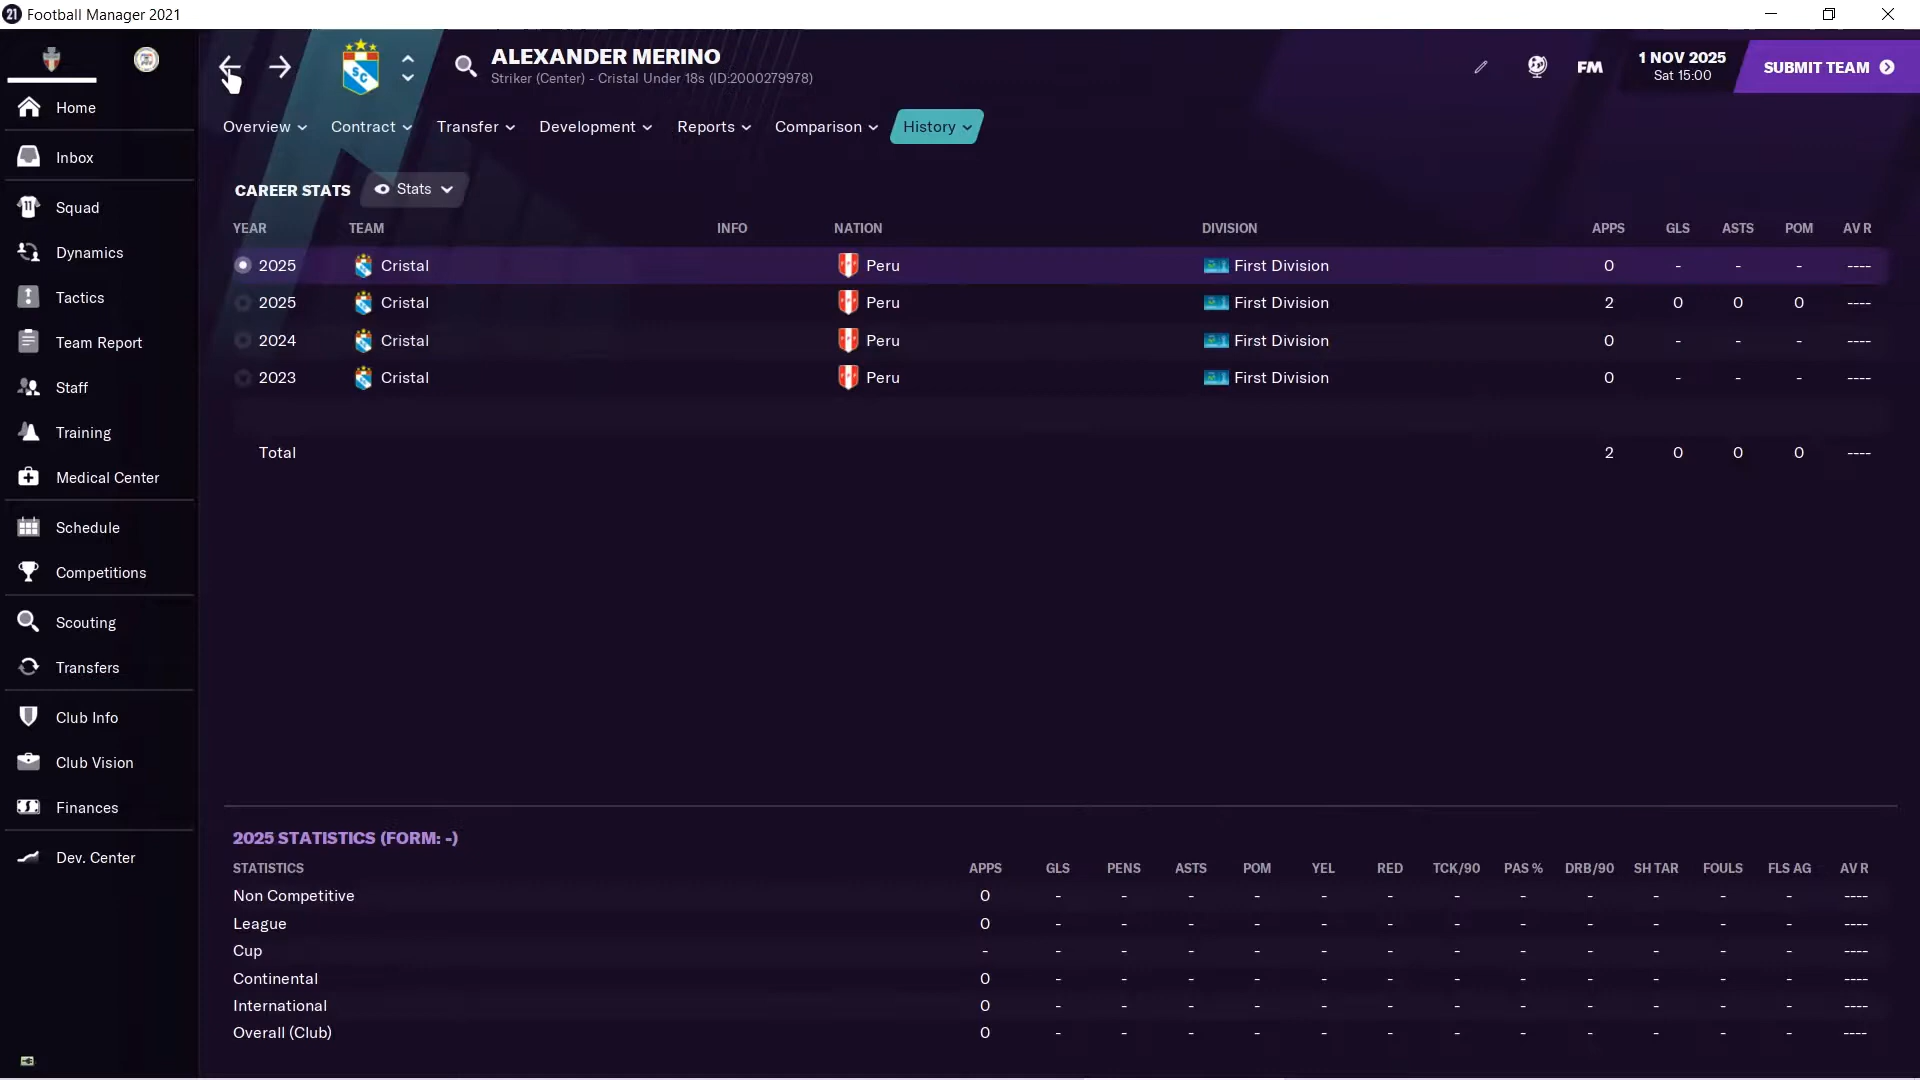 Football Manager 2021
ALEXANDER MERINO
Striker (Center) - Cristal Under 18s (ID:2000279978)
FM
1 NOV 2025
Sat 15:00
SUBMIT TEAM
Home
Inbox
Squad
Dynamics
Tactics
Team Report
Staff
Training
Medical Center
Schedule
Competitions
Scouting
Transfers
Club Info
Club Vision
Finances
Dev. Center
Overview Contract Transfer Development Reports Comparison History
CAREER STATS Stats
YEAR TEAM INFO NATION DIVISION APPS GLS ASTS POM AV R
2025 Cristal Peru First Division 0 - - - ----
2025 Cristal Peru First Division 2 0 0 0 ----
2024 Cristal Peru First Division 0 - - - ----
2023 Cristal Peru First Division 0 - - - ----
Total 2 0 0 0 ----
2025 STATISTICS (FORM: -)
STATISTICS APPS GLS PENS ASTS POM YEL RED TCK/90 PAS % DRB/90 SH TAR FOULS FLS AG AV R
Non Competitive 0 - - - - - - - - - - - - ----
League 0 - - - - - - - - - - - - ----
Cup - - - - - - - - - - - - - ----
Continental 0 - - - - - - - - - - - - ----
International 0 - - - - - - - - - - - - ----
Overall (Club) 0 - - - - - - - - - - - - ----